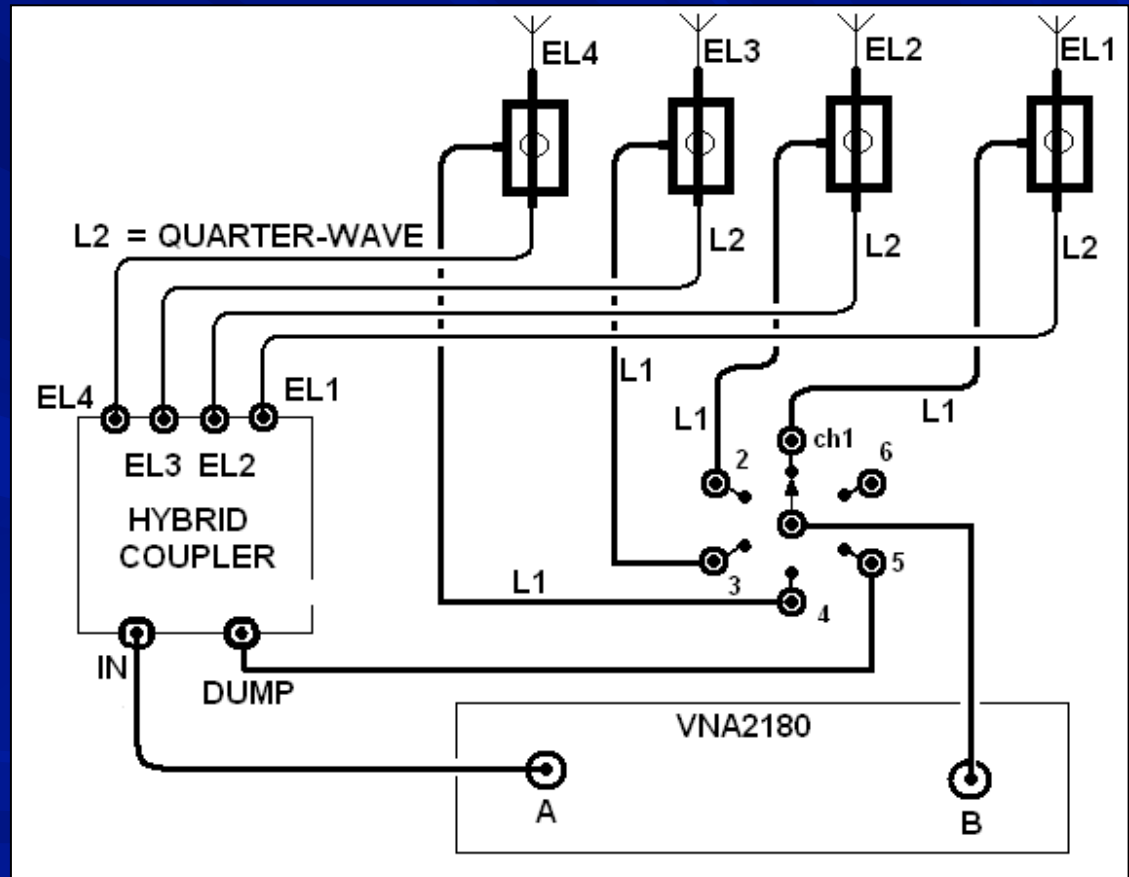 EL4
EL3
EL2
EL1
L2 = QUARTER-WAVE
L2
L2
L2
EL4
EL1
L1
L1
L1
ch1
2
6
EL3 EL2
HYBRID
COUPLER
3
5
L1
4
IN
DUMP
VNA2180
A
B